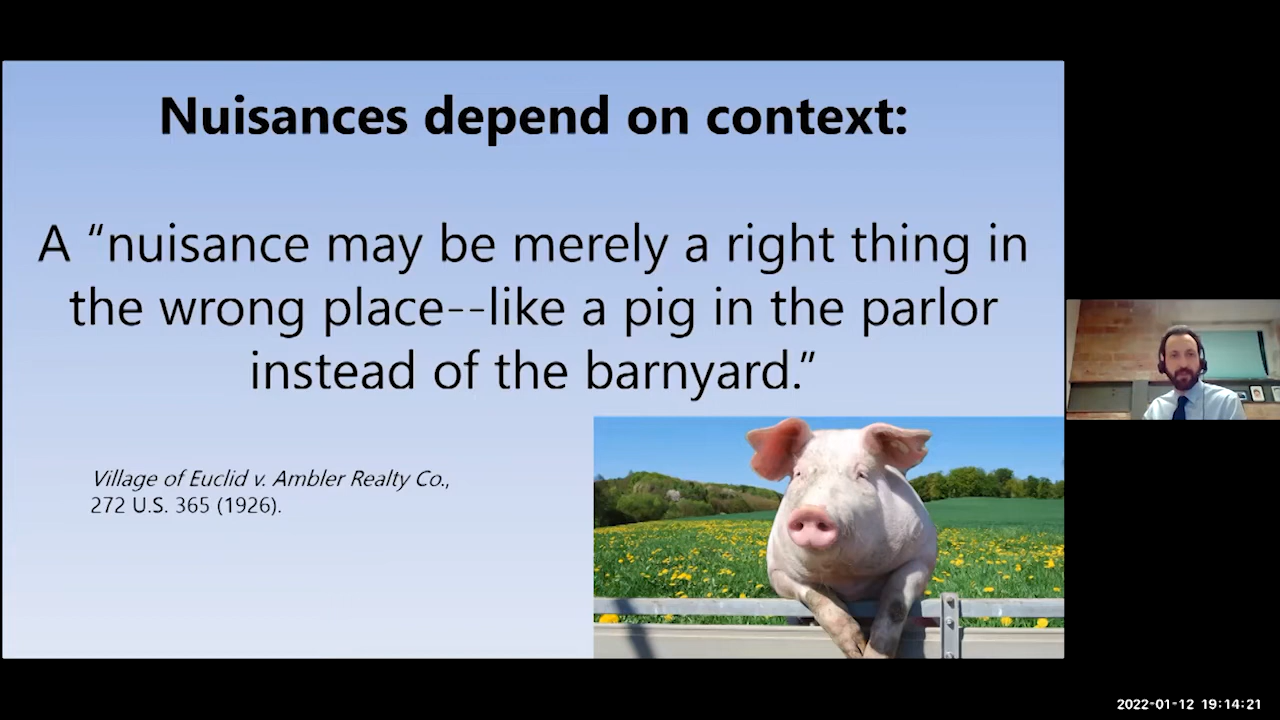 Nuisances depend on context:
A “nuisance may be merely a right thing in
the wrong place--like a pig in the parlor
instead of the barnyard.”
Village of Euclid v. Ambler Realty Co.,
272 U.S. 365 (1926).
2022-01-12 19:14:21